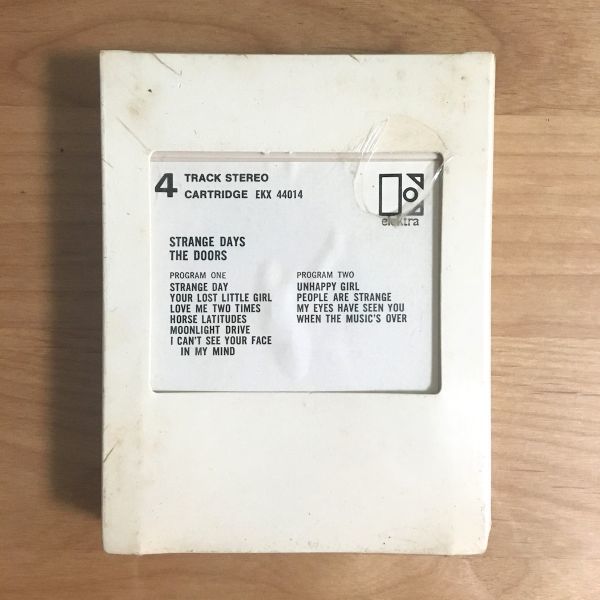 4 TRACK STEREO
CARTRIDGE EKX 44014
elektra
STRANGE DAYS
THE DOORS
PROGRAM ONE
STRANGE DAY
YOUR LOST LITTLE GIRL
LOVE ME TWO TIMES
HORSE LATITUDES
MOONLIGHT DRIVE
I CAN'T SEE YOUR FACE
IN MY MIND
PROGRAM TWO
UNHAPPY GIRL
PEOPLE ARE STRANGE
MY EYES HAVE SEEN YOU
WHEN THE MUSIC'S OVER